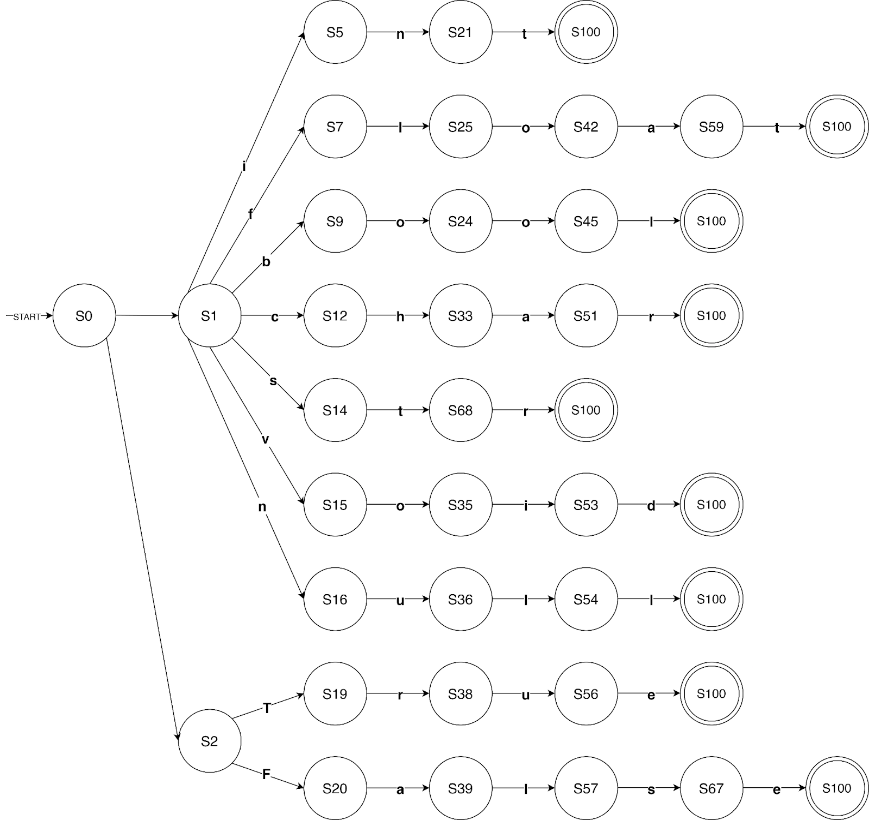 S5 n S21 t S100
S7 l S25 o S42 a S59 t S100
i
f
S9 o S24 o S45 l S100
b
START S0 S1 c S12 h S33 a S51 r S100
s
S14 t S68 r S100
v
S15 o S35 i S53 d S100
n
S16 u S36 l S54 l S100
S19 r S38 u S56 e S100
T
S2
F
S20 a S39 l S57 s S67 e S100